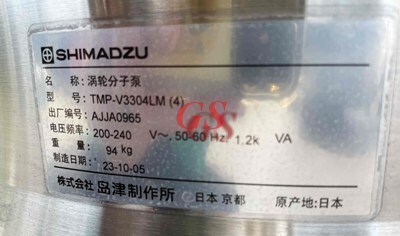 SHIMADZU
名 称: 涡轮分子泵
型 号: TMP-V3304LM (4)
出厂编号: AJJA0965
电压频率: 200-240 V~, 50-60 Hz, 1.2k VA
重 量: 94 kg
制造日期: 23-10-05
株式会社 岛津制作所 日本 京都 原产地:日本
GSS